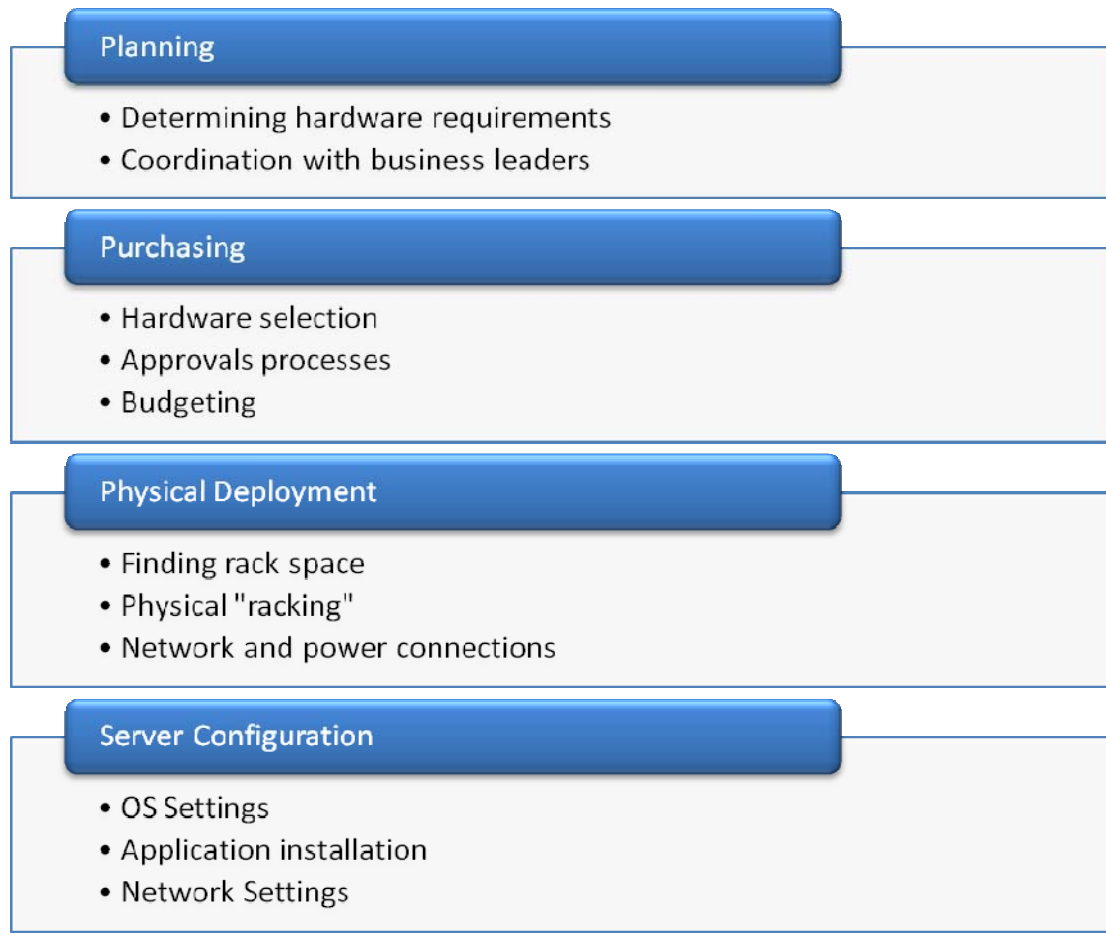 Planning
• Determining hardware requirements
• Coordination with business leaders
Purchasing
• Hardware selection
• Approvals processes
• Budgeting
Physical Deployment
• Finding rack space
• Physical "racking"
• Network and power connections
Server Configuration
• OS Settings
• Application installation
• Network Settings